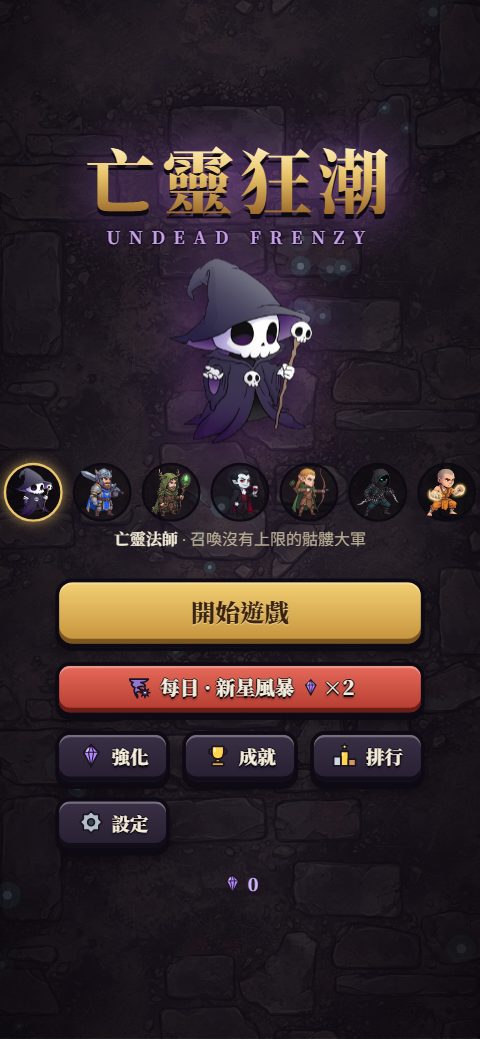 亡靈狂潮
UNDEAD FRENZY
亡靈法師 · 召喚沒有上限的骷髏大軍
開始遊戲
每日 · 新星風暴 ×2
強化 成就 排行
設定
0